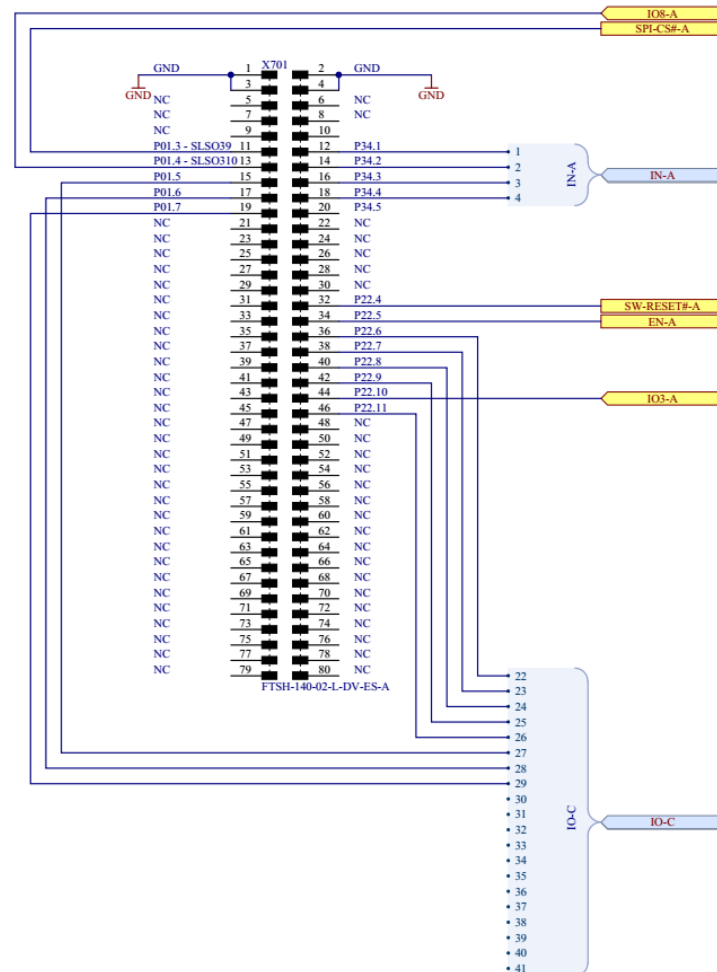 IO8-A
SPI-CS#-A
X701
GND 1 2 GND
3 4
GND GND
NC 5 6 NC
NC 7 8 NC
NC 9 10
P01.3 - SLSO39 11 12 P34.1 1
P01.4 - SLSO310 13 14 P34.2 2
P01.5 15 16 P34.3 3
P01.6 17 18 P34.4 4
IN-A IN-A
P01.7 19 20 P34.5
NC 21 22 NC
NC 23 24 NC
NC 25 26 NC
NC 27 28 NC
NC 29 30 NC
NC 31 32 P22.4 SW-RESET#-A
NC 33 34 P22.5 EN-A
NC 35 36 P22.6
NC 37 38 P22.7
NC 39 40 P22.8
NC 41 42 P22.9
NC 43 44 P22.10 IO3-A
NC 45 46 P22.11
NC 47 48 NC
NC 49 50 NC
NC 51 52 NC
NC 53 54 NC
NC 55 56 NC
NC 57 58 NC
NC 59 60 NC
NC 61 62 NC
NC 63 64 NC
NC 65 66 NC
NC 67 68 NC
NC 69 70 NC
NC 71 72 NC
NC 73 74 NC
NC 75 76 NC
NC 77 78 NC
NC 79 80 NC
FTSH-140-02-L-DV-ES-A
22
23
24
25
26
27
28
29
30
31
32
33
34
35
36
37
38
39
40
41
IO-C IO-C